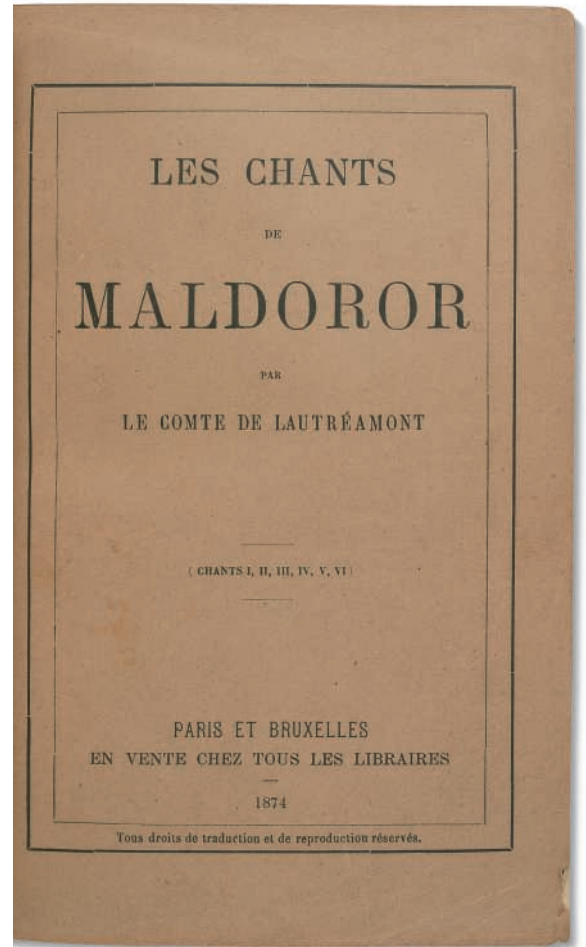 LES CHANTS
DE
MALDOROR
PAR
LE COMTE DE LAUTRÉAMONT
( CHANTS I, II, III, IV, V, VI )
PARIS ET BRUXELLES
EN VENTE CHEZ TOUS LES LIBRAIRES
1874
Tous droits de traduction et de reproduction réservés.